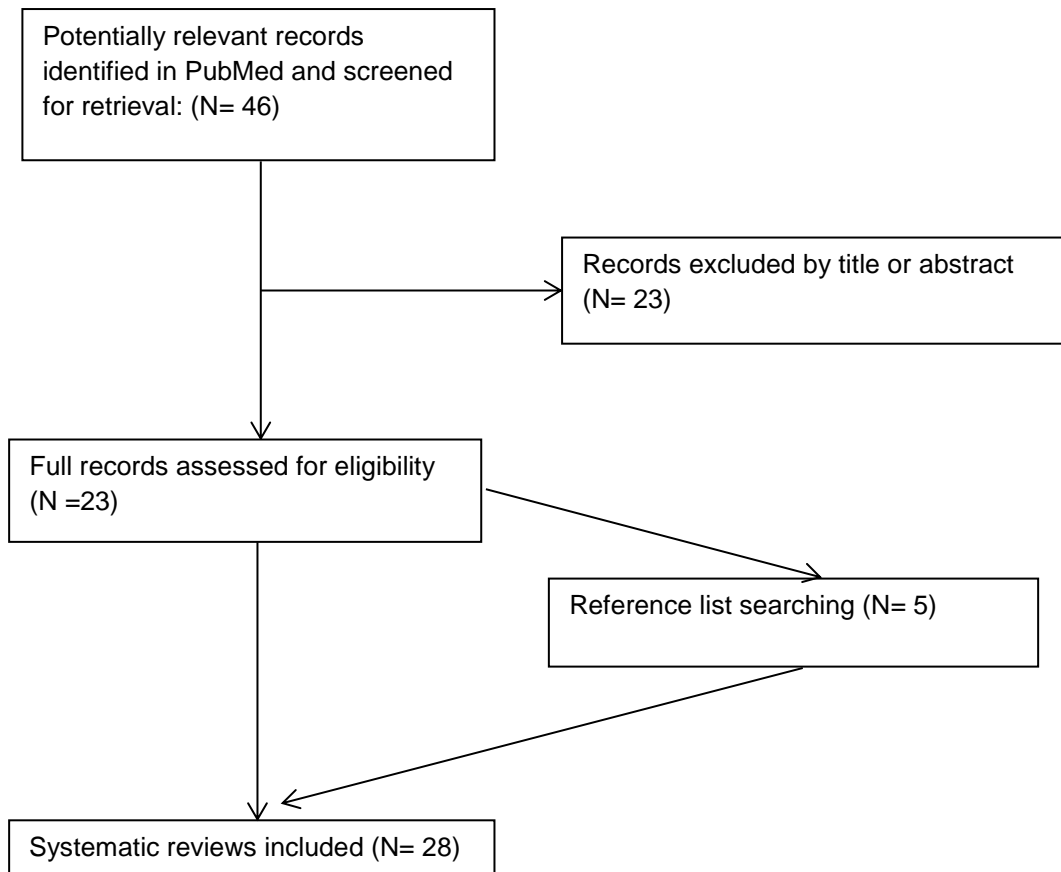 Potentially relevant records
identified in PubMed and screened
for retrieval: (N= 46)
Records excluded by title or abstract
(N= 23)
Full records assessed for eligibility
(N =23)
Reference list searching (N= 5)
Systematic reviews included (N= 28)